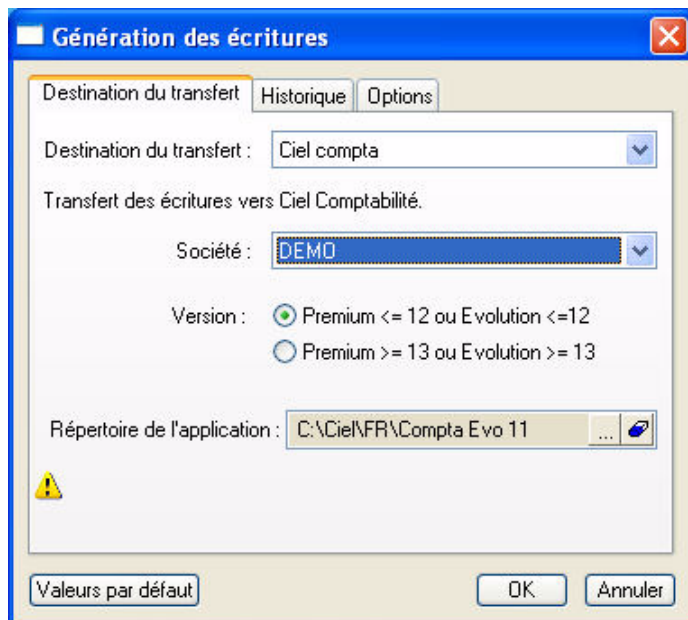 Génération des écritures
Destination du transfert Historique Options
Destination du transfert : Ciel compta
Transfert des écritures vers Ciel Comptabilité.
Société : DEMO
Version : Premium <= 12 ou Evolution <=12
Premium >= 13 ou Evolution >= 13
Répertoire de l'application : C:\Ciel\FR\Compta Evo 11 ...
Valeurs par défaut OK Annuler